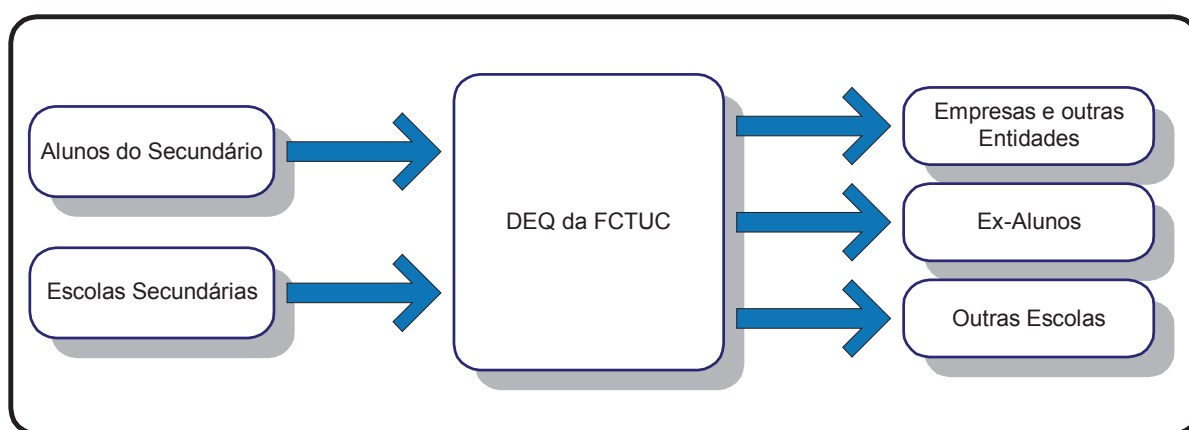 Alunos do Secundário
Escolas Secundárias
DEQ da FCTUC
Empresas e outras
Entidades
Ex-Alunos
Outras Escolas